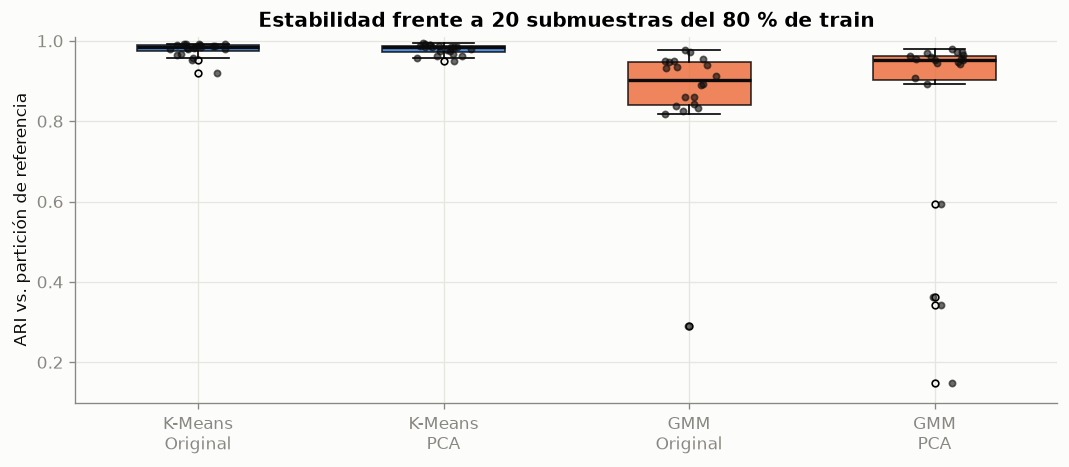 Estabilidad frente a 20 submuestras del 80 % de train
ARI vs. partición de referencia
1.0
0.8
0.6
0.4
0.2
K-Means
Original
K-Means
PCA
GMM
Original
GMM
PCA